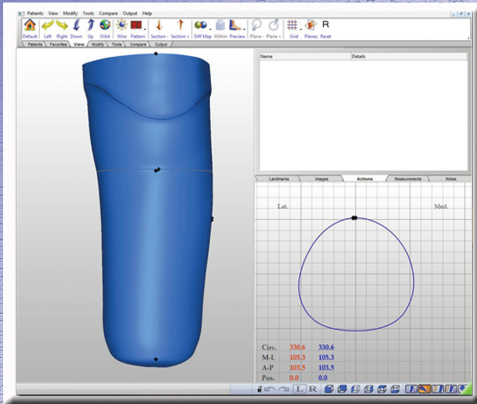 Patients View Modify Tools Compare Output Help
Default Left Right Down Up Orbit Wire Pattern Section - Section + Diff Map Within Preview Plane - Plane + Grid Planes Reset
R
Patients Favorites View Modify Tools Compare Output
Name Details
Landmarks Images Actions Measurements Notes
Lat. Med.
Circ. 330.6 330.6
M-L 105.3 105.3
A-P 103.5 103.5
Pos. 0.0 0.0
L R